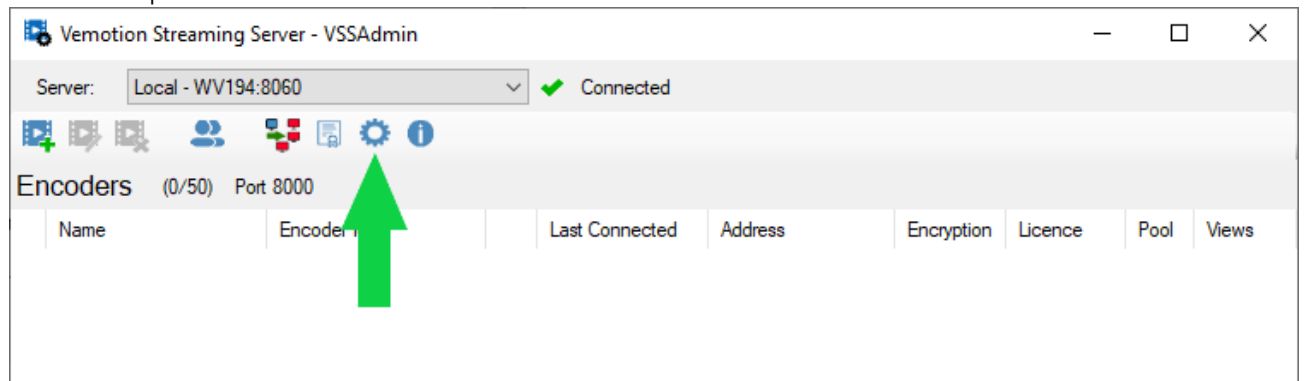 Vemotion Streaming Server - VSSAdmin
Server: Local - WV194:8060 Connected
Encoders (0/50) Port 8000
Name Encoder Last Connected Address Encryption Licence Pool Views